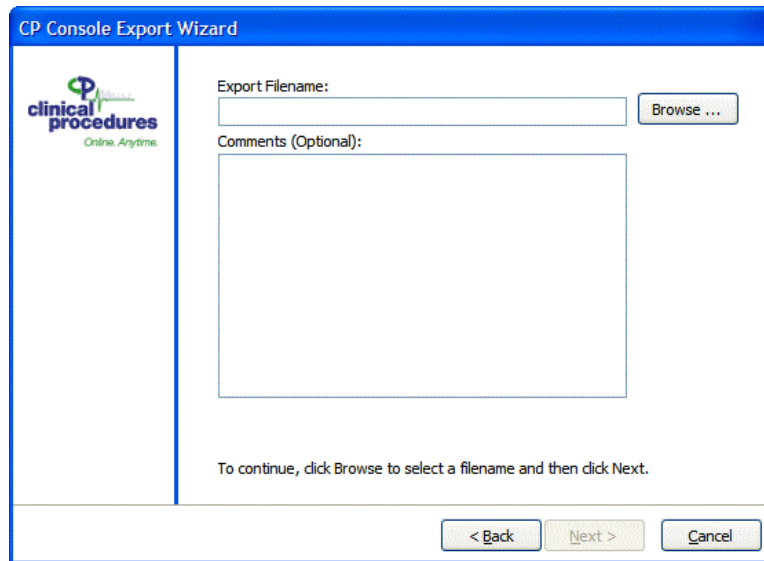 CP Console Export Wizard
CP
clinical
procedures
Online. Anytime.
Export Filename:
Browse ...
Comments (Optional):
To continue, click Browse to select a filename and then click Next.
< Back
Next >
Cancel